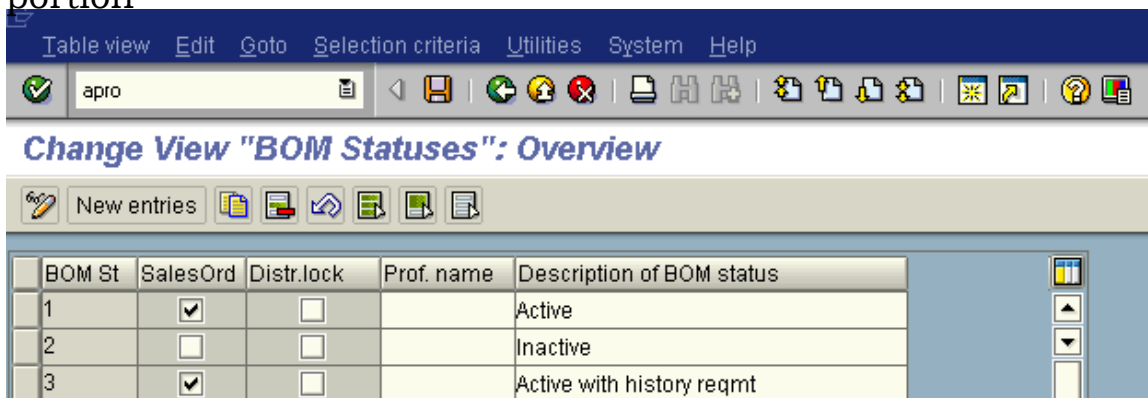 portion
Table view Edit Goto Selection criteria Utilities System Help
apro
Change View "BOM Statuses": Overview
New entries
BOM St SalesOrd Distr.lock Prof. name Description of BOM status
1 Active
2 Inactive
3 Active with history reqmt